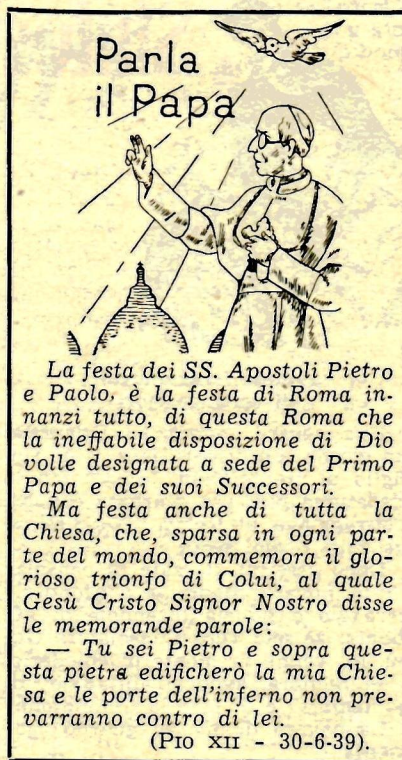 Parla
il Papa
La festa dei SS. Apostoli Pietro
e Paolo, è la festa di Roma in-
nanzi tutto, di questa Roma che
la ineffabile disposizione di Dio
volle designata a sede del Primo
Papa e dei suoi Successori.
Ma festa anche di tutta la
Chiesa, che, sparsa in ogni par-
te del mondo, commemora il glo-
rioso trionfo di Colui, al quale
Gesù Cristo Signor Nostro disse
le memorande parole:
— Tu sei Pietro e sopra que-
sta pietra edificherò la mia Chie-
sa e le porte dell'inferno non pre-
varranno contro di lei.
(PIO XII - 30-6-39).